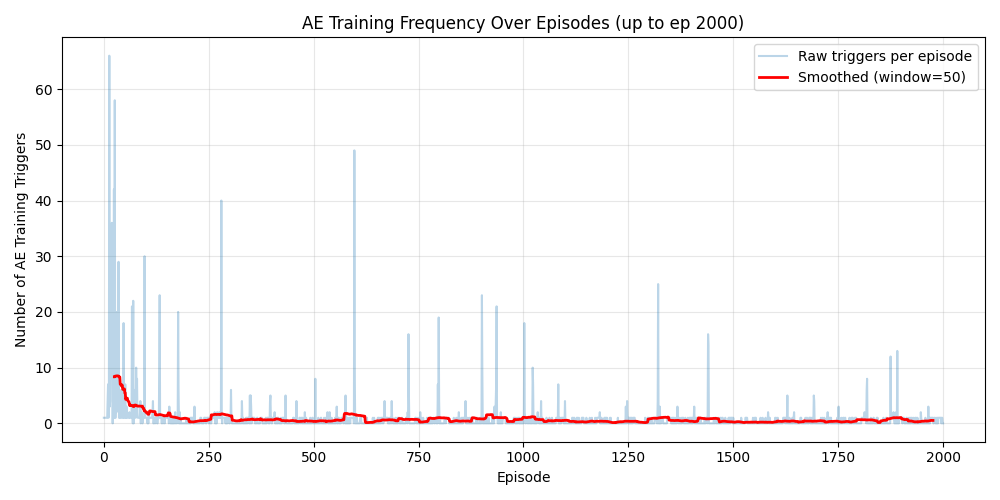 AE Training Frequency Over Episodes (up to ep 2000)
Raw triggers per episode
Smoothed (window=50)
Number of AE Training Triggers
60
50
40
30
20
10
0
0 250 500 750 1000 1250 1500 1750 2000
Episode